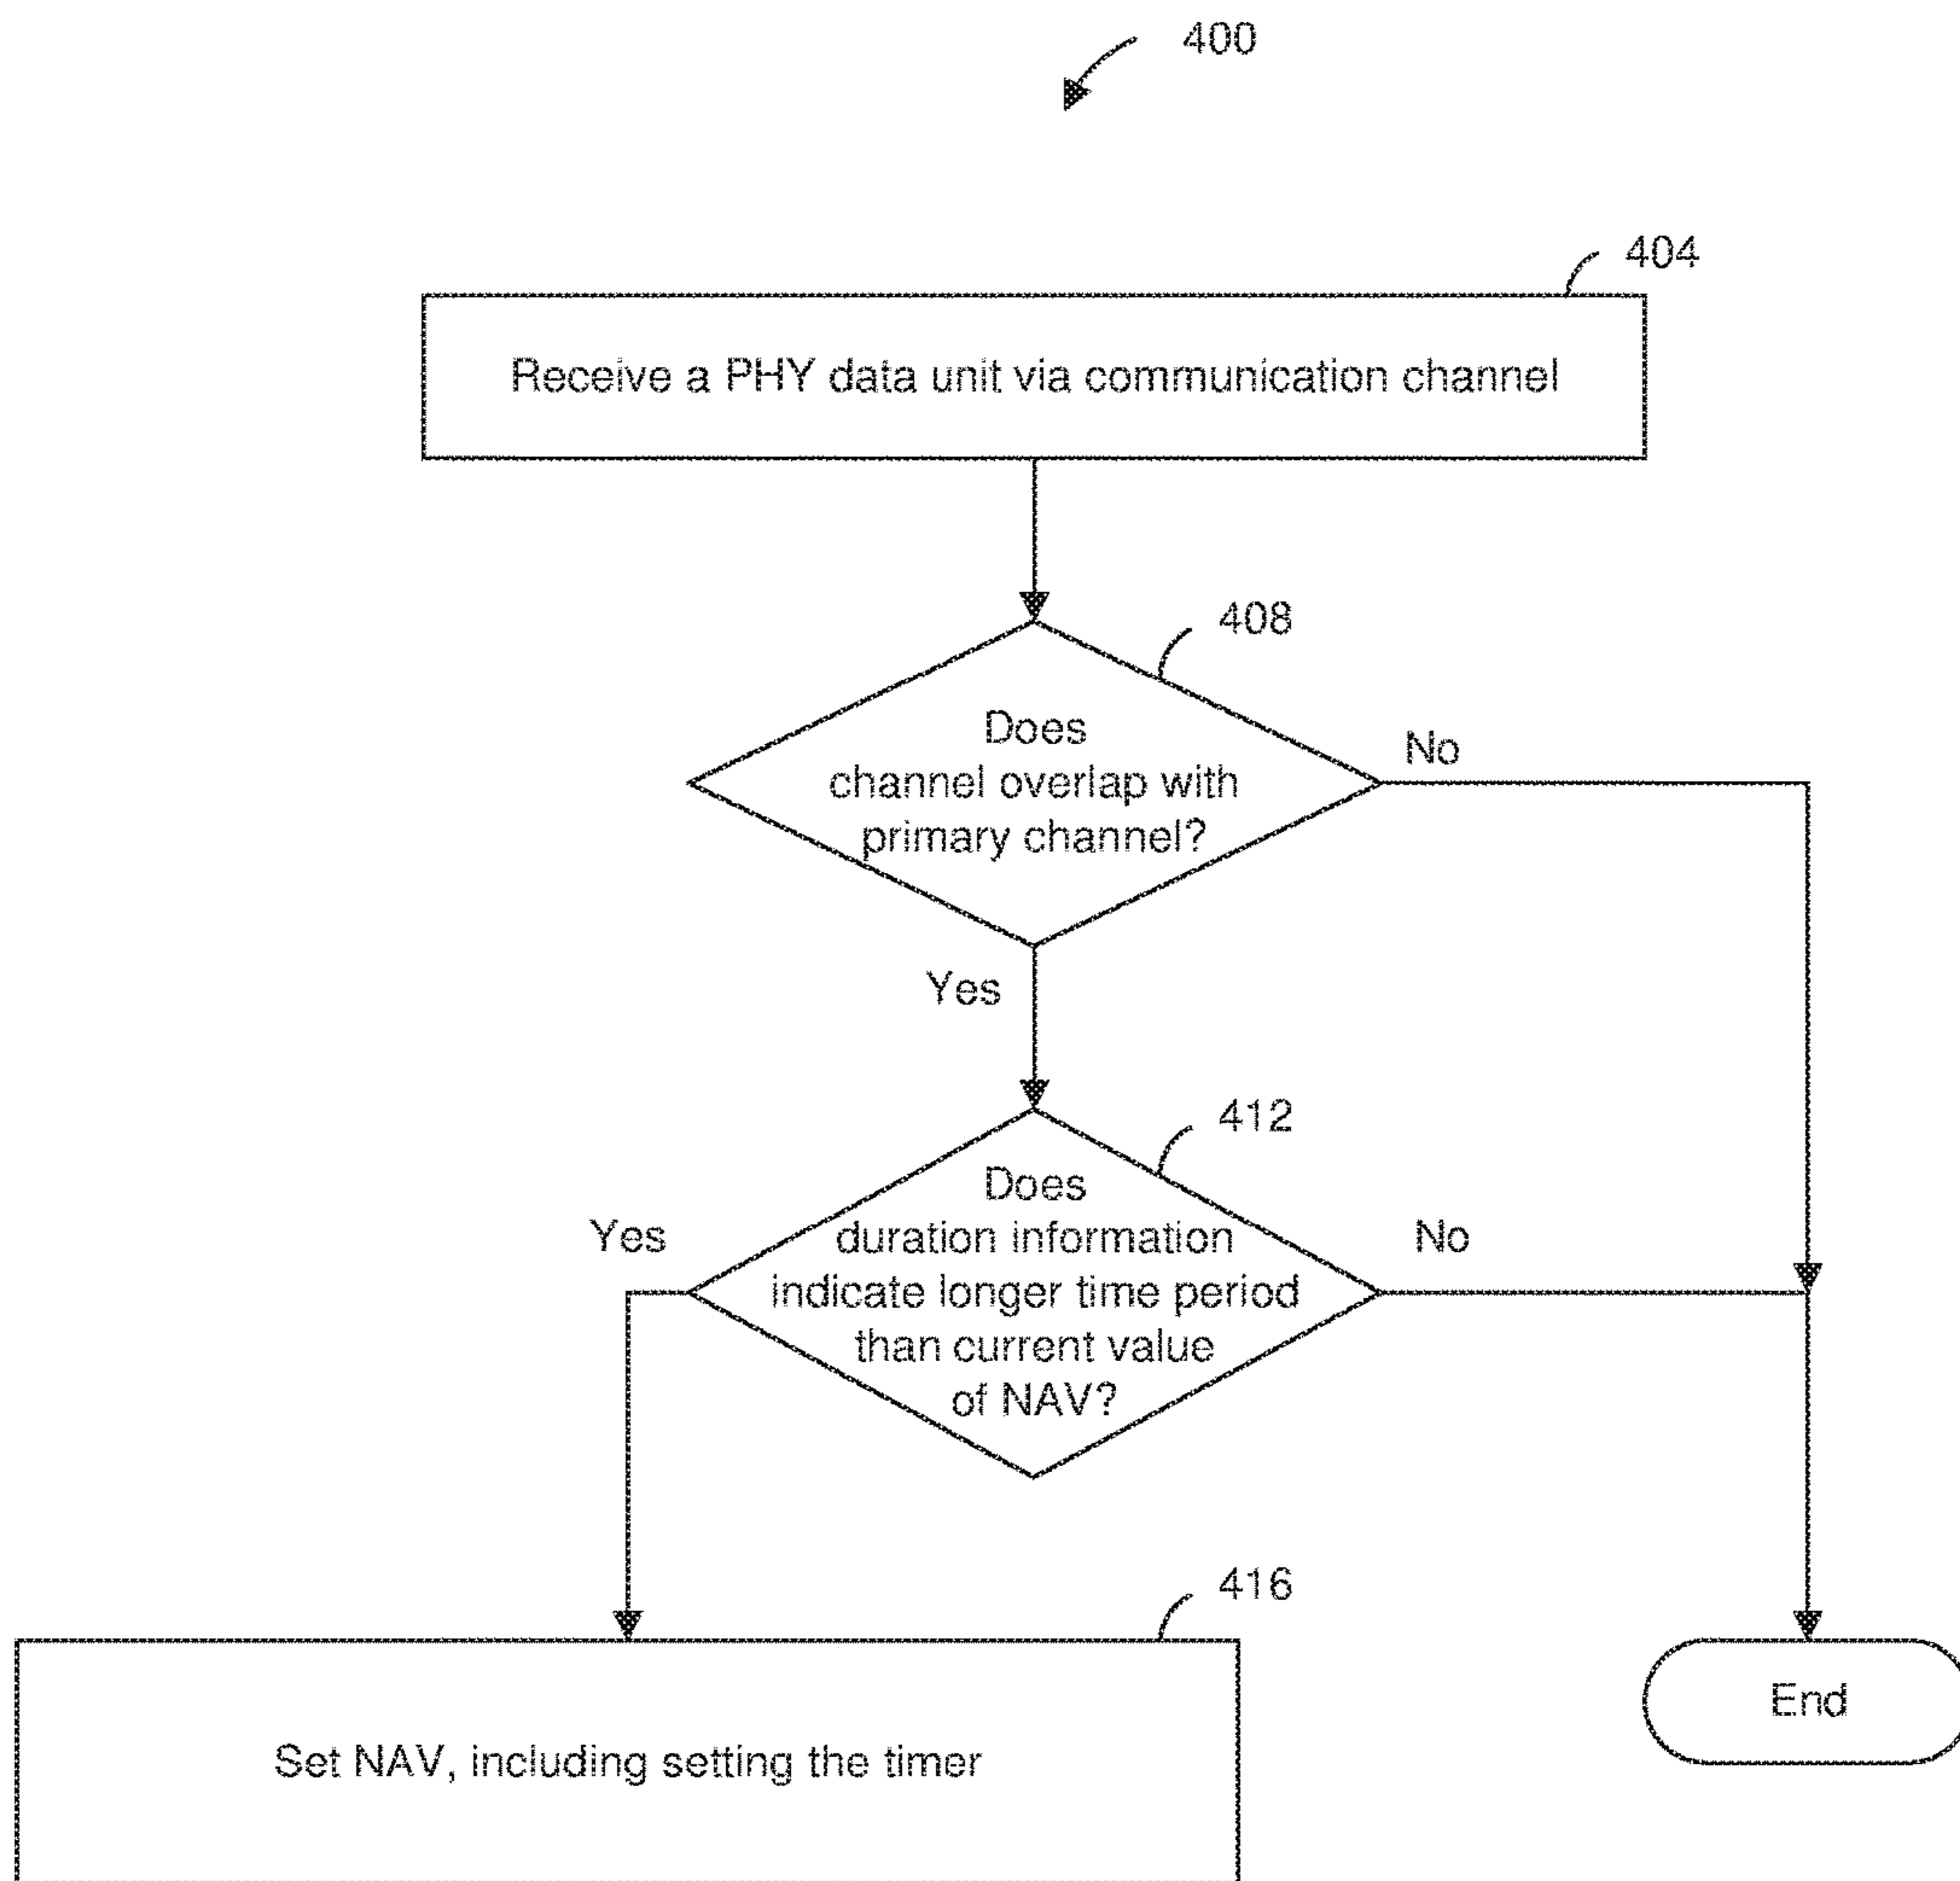 400
404
Receive a PHY data unit via communication channel
408
Does
channel overlap with
primary channel?
No
Yes
412
Does
duration information
indicate longer time period
than current value
of NAV?
Yes
No
416
Set NAV, including setting the timer
End